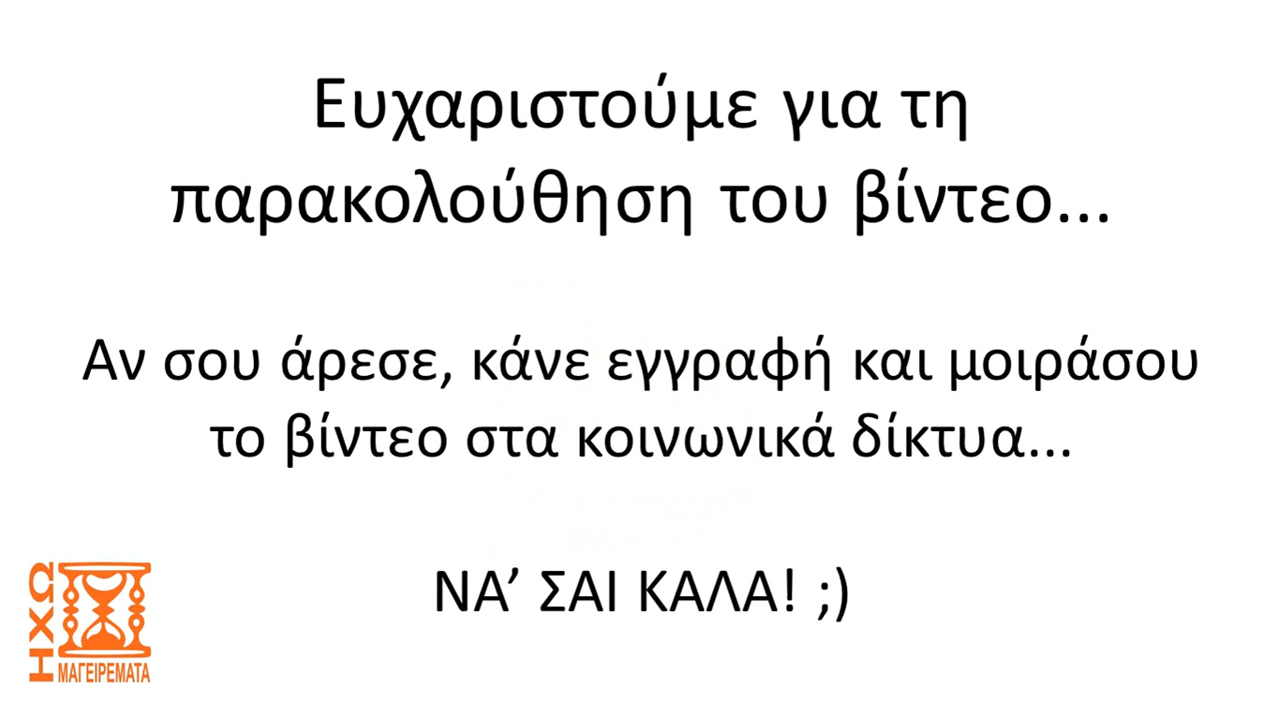 Ευχαριστούμε για τη
παρακολούθηση του βίντεο...
Αν σου άρεσε, κάνε εγγραφή και μοιράσου
το βίντεο στα κοινωνικά δίκτυα...
ΝΑ’ ΣΑΙ ΚΑΛΑ! ;)
ΗΧΩ
ΜΑΓΕΙΡΕΜΑΤΑ